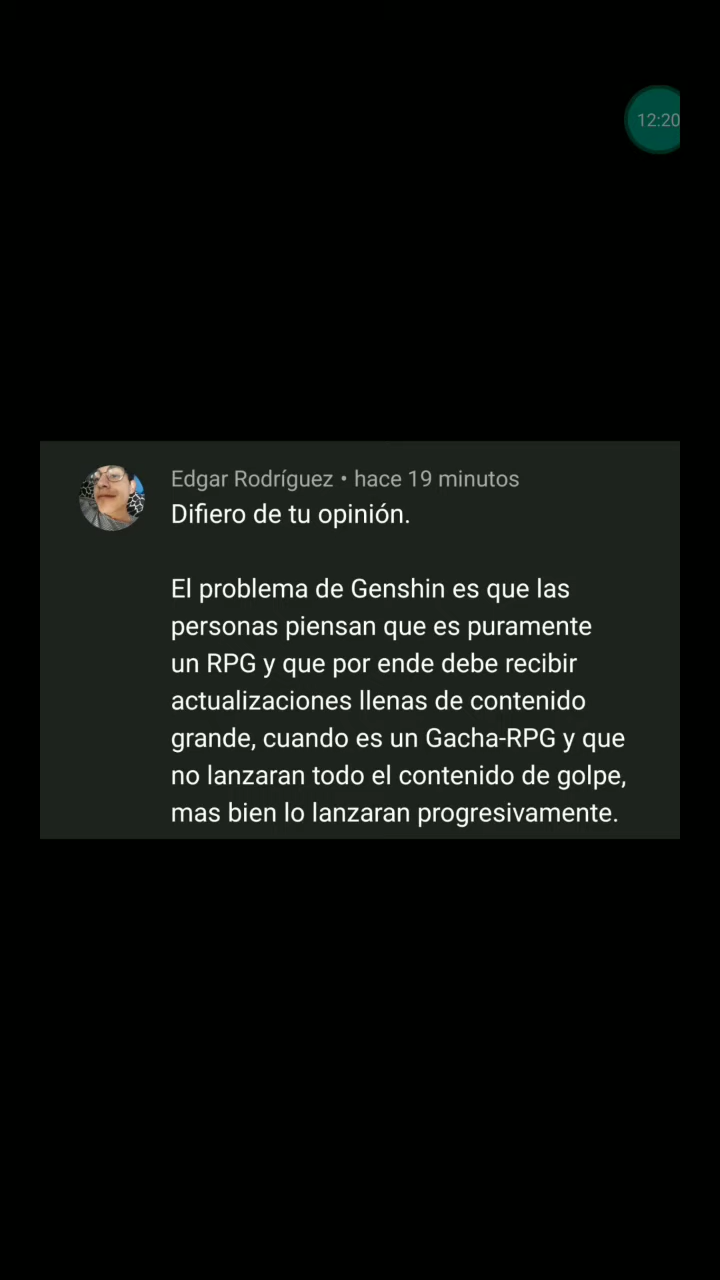 12:20
Edgar Rodríguez • hace 19 minutos
Difiero de tu opinión.
El problema de Genshin es que las
personas piensan que es puramente
un RPG y que por ende debe recibir
actualizaciones llenas de contenido
grande, cuando es un Gacha-RPG y que
no lanzaran todo el contenido de golpe,
mas bien lo lanzaran progresivamente.